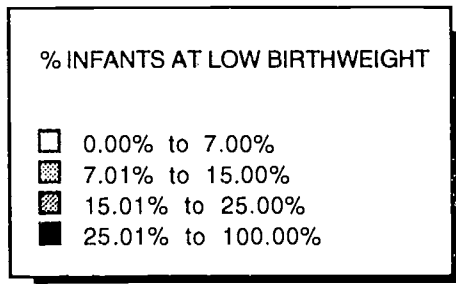 % INFANTS AT LOW BIRTHWEIGHT
0.00% to 7.00%
7.01% to 15.00%
15.01% to 25.00%
25.01% to 100.00%